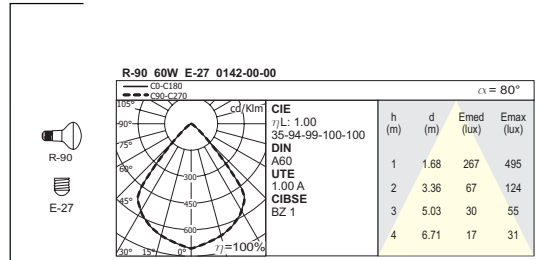 R-90 60W E-27 0142-00-00
C0-C180
C90-C270
α = 80°
105°
90°
75°
60°
45°
30° 15° 0°
cd/Klm
300
450
600
η=100%
CIE
ηL: 1.00
35-94-99-100-100
DIN
A60
UTE
1.00 A
CIBSE
BZ 1
h d Emed Emax
(m) (m) (lux) (lux)
1 1.68 267 495
2 3.36 67 124
3 5.03 30 55
4 6.71 17 31
R-90
E-27